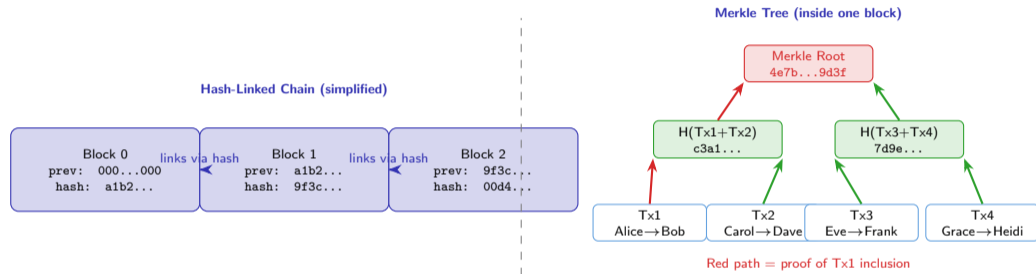 Hash-Linked Chain (simplified)
Block 0
prev: 000...000
hash: a1b2...
links via hash
Block 1
prev: a1b2...
hash: 9f3c...
links via hash
Block 2
prev: 9f3c...
hash: 00d4...
Merkle Tree (inside one block)
Merkle Root
4e7b...9d3f
H(Tx1+Tx2)
c3a1...
H(Tx3+Tx4)
7d9e...
Tx1
Alice→Bob
Tx2
Carol→Dave
Tx3
Eve→Frank
Tx4
Grace→Heidi
Red path = proof of Tx1 inclusion